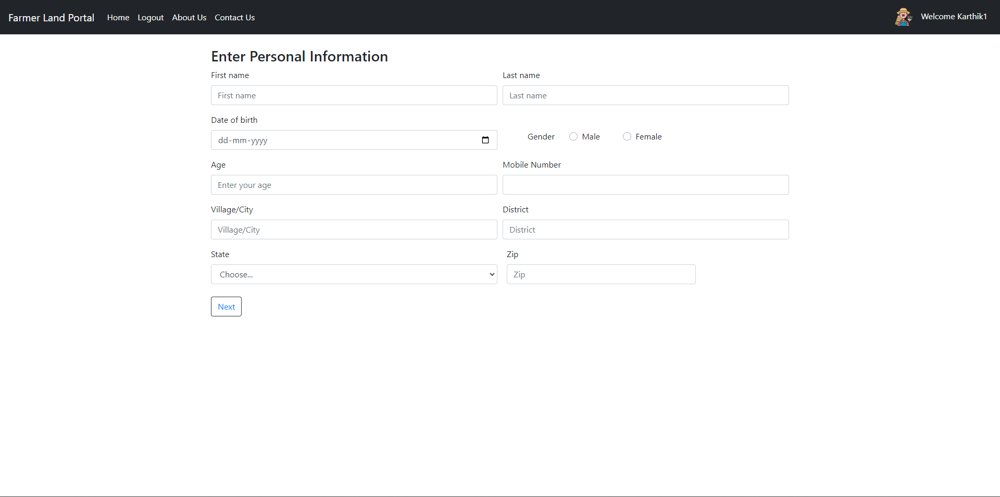 Farmer Land Portal Home Logout About Us Contact Us Welcome Karthik1
Enter Personal Information
First name Last name
First name Last name
Date of birth
dd-mm-yyyy Gender Male Female
Age Mobile Number
Enter your age
Village/City District
Village/City District
State Zip
Choose... Zip
Next